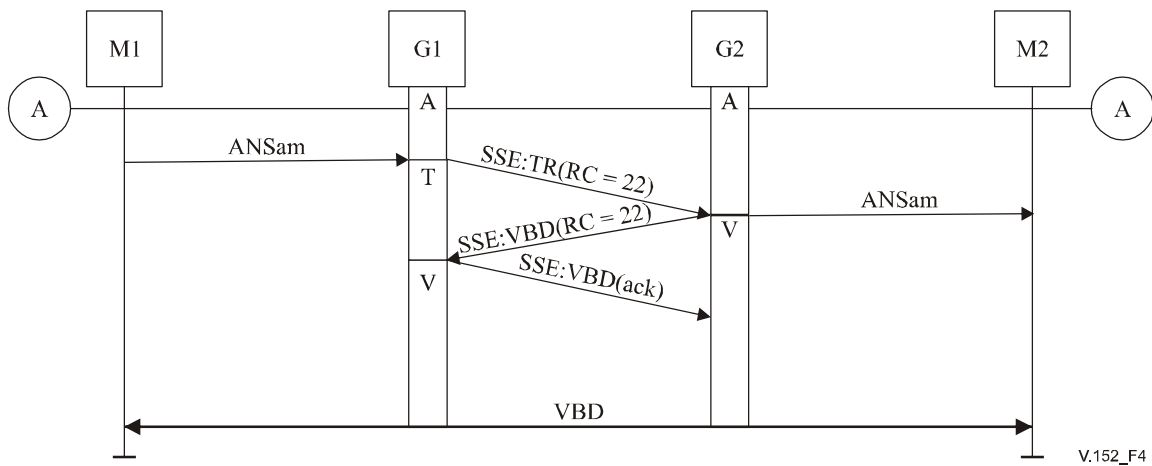 M1
G1
G2
M2
A
A
A
A
ANSam
SSE:TR(RC = 22)
T
ANSam
SSE:VBD(RC = 22)
V
SSE:VBD(ack)
V
VBD
V.152_F4